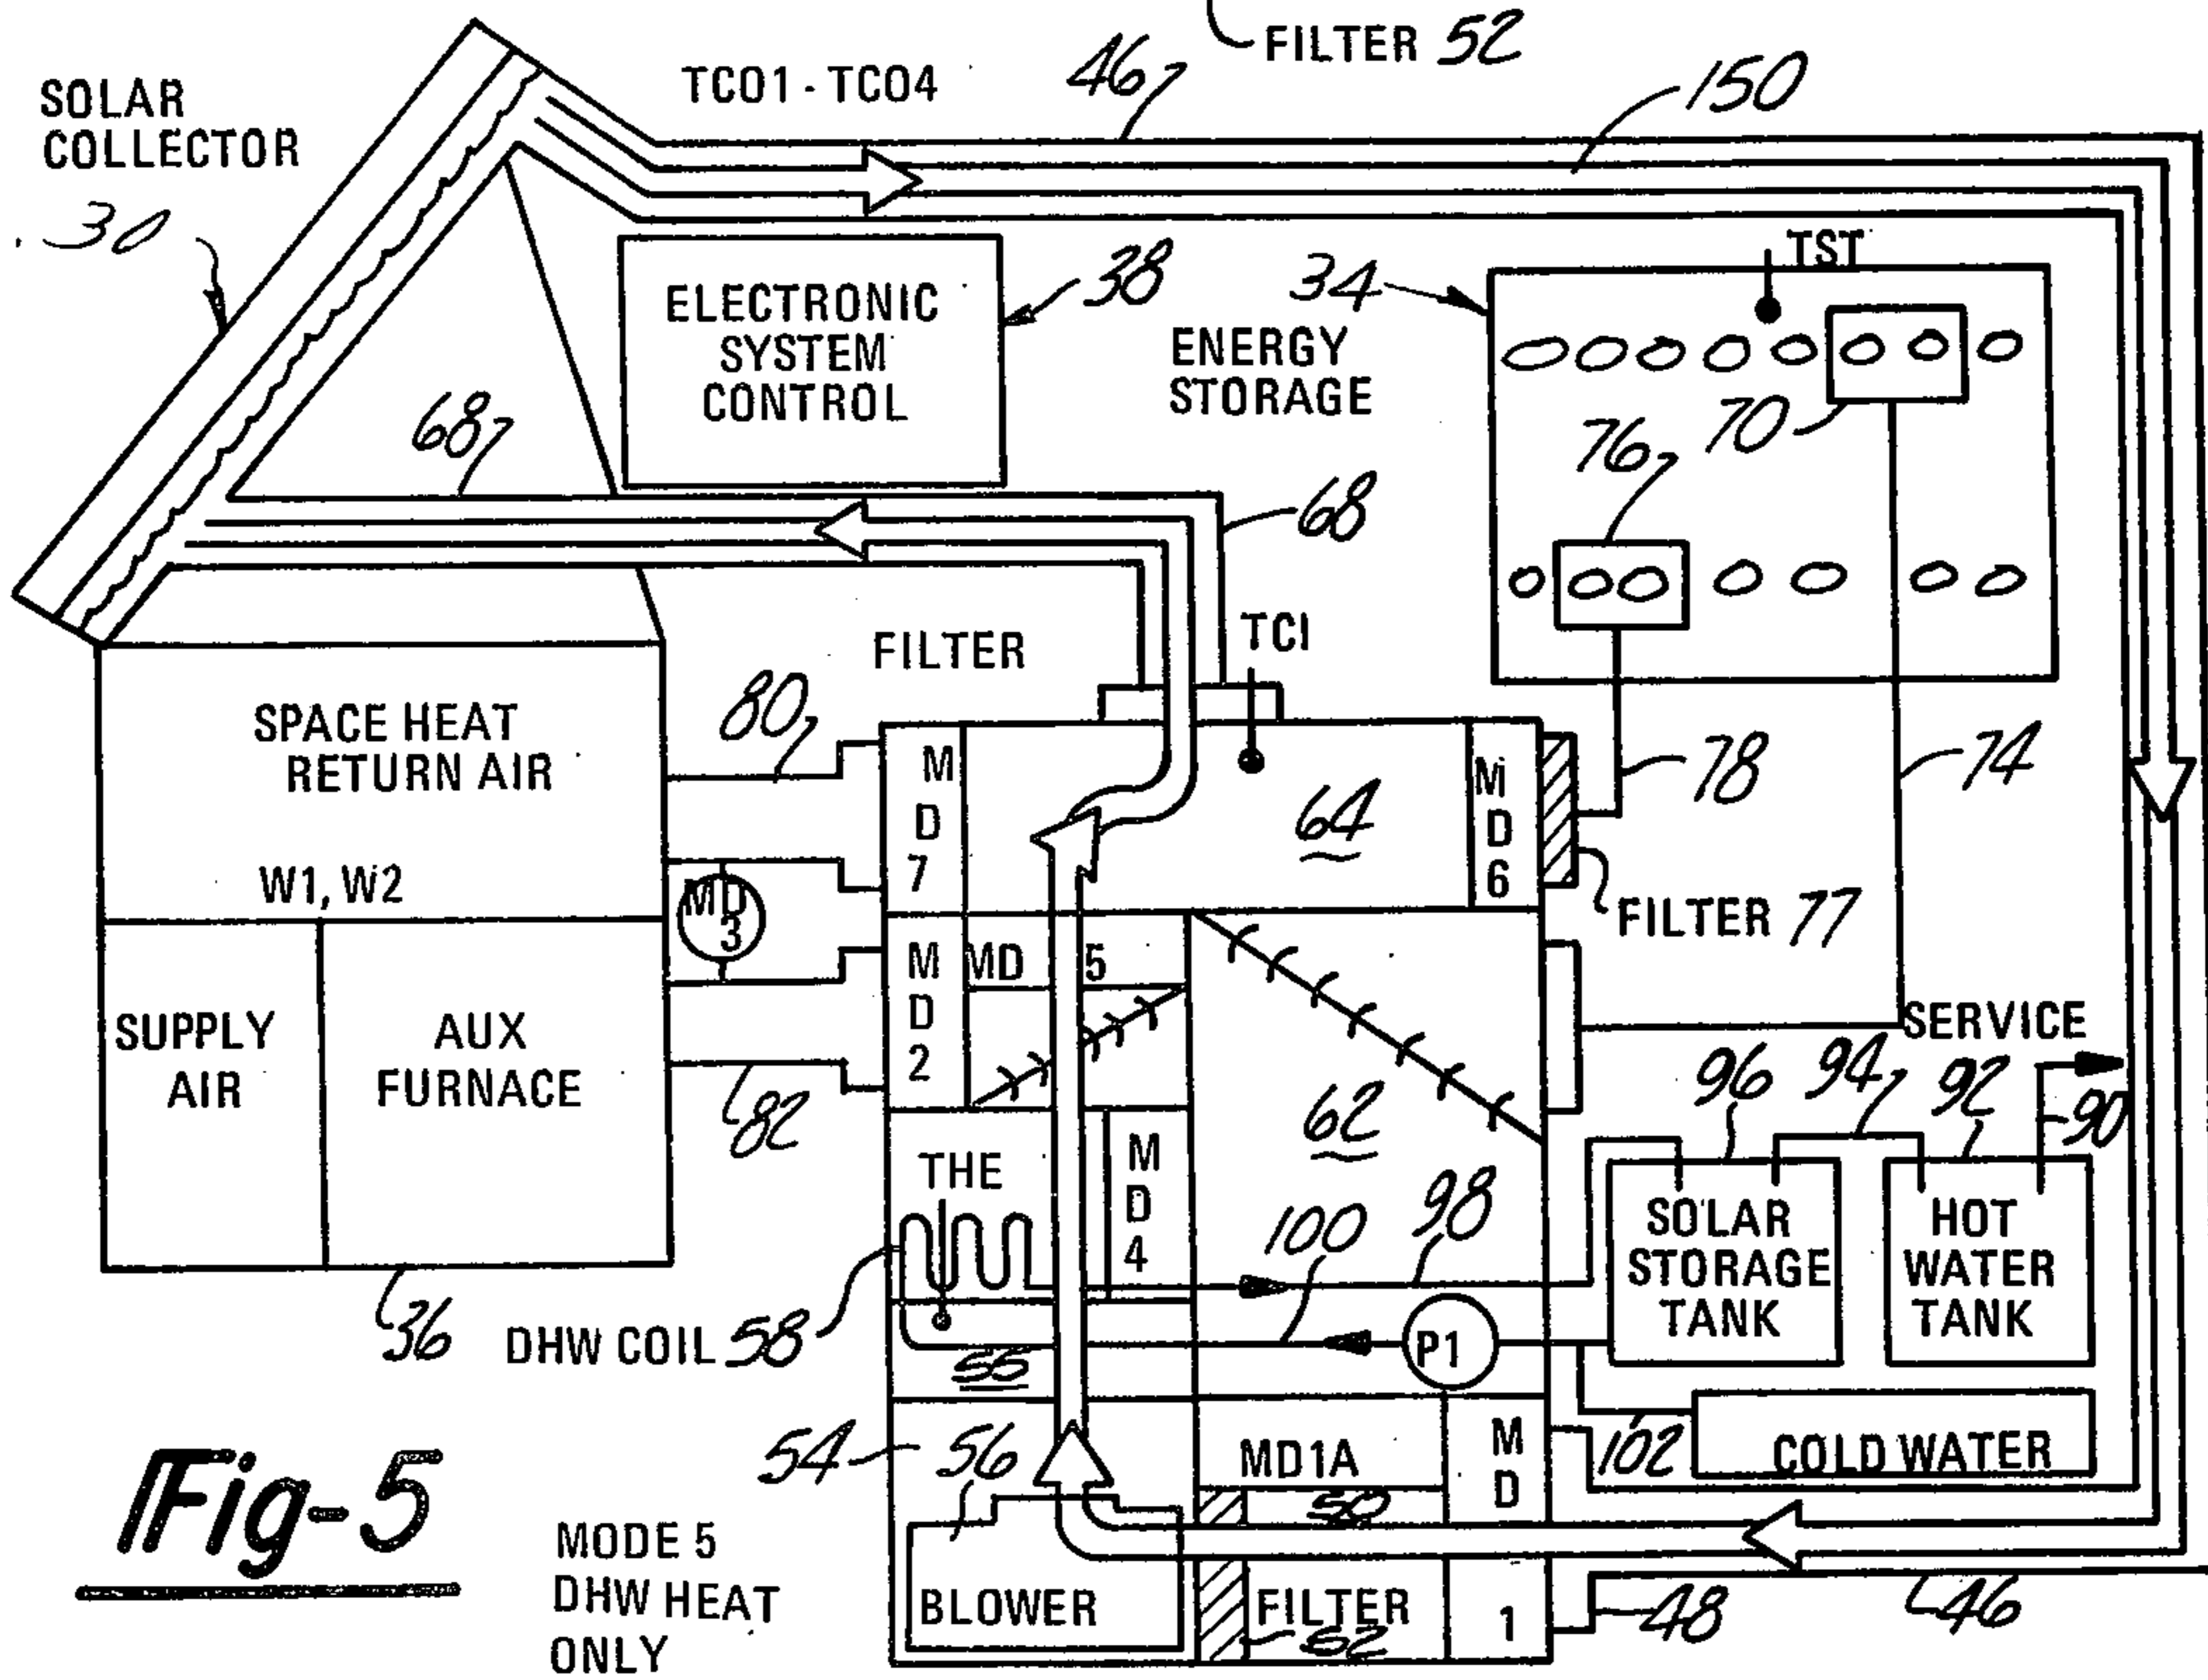 FILTER 52
SOLAR
COLLECTOR
30
TCO1 - TCO4
46
150
ELECTRONIC
SYSTEM
CONTROL
38
34
ENERGY
STORAGE
TST
70
76
68
68
TCI
FILTER
SPACE HEAT
RETURN AIR
W1, W2
80
MD7
64
MD6
78
74
FILTER 77
MD
3
MD2
MD 5
SUPPLY
AIR
AUX
FURNACE
82
36
62
SERVICE
96
94
92
90
THE
MD4
100
98
SOLAR
STORAGE
TANK
HOT
WATER
TANK
DHW COIL 58
55
P1
54
56
MD1A
50
MD
1
102
COLD WATER
BLOWER
FILTER
52
48
46
Fig-5
MODE 5
DHW HEAT
ONLY